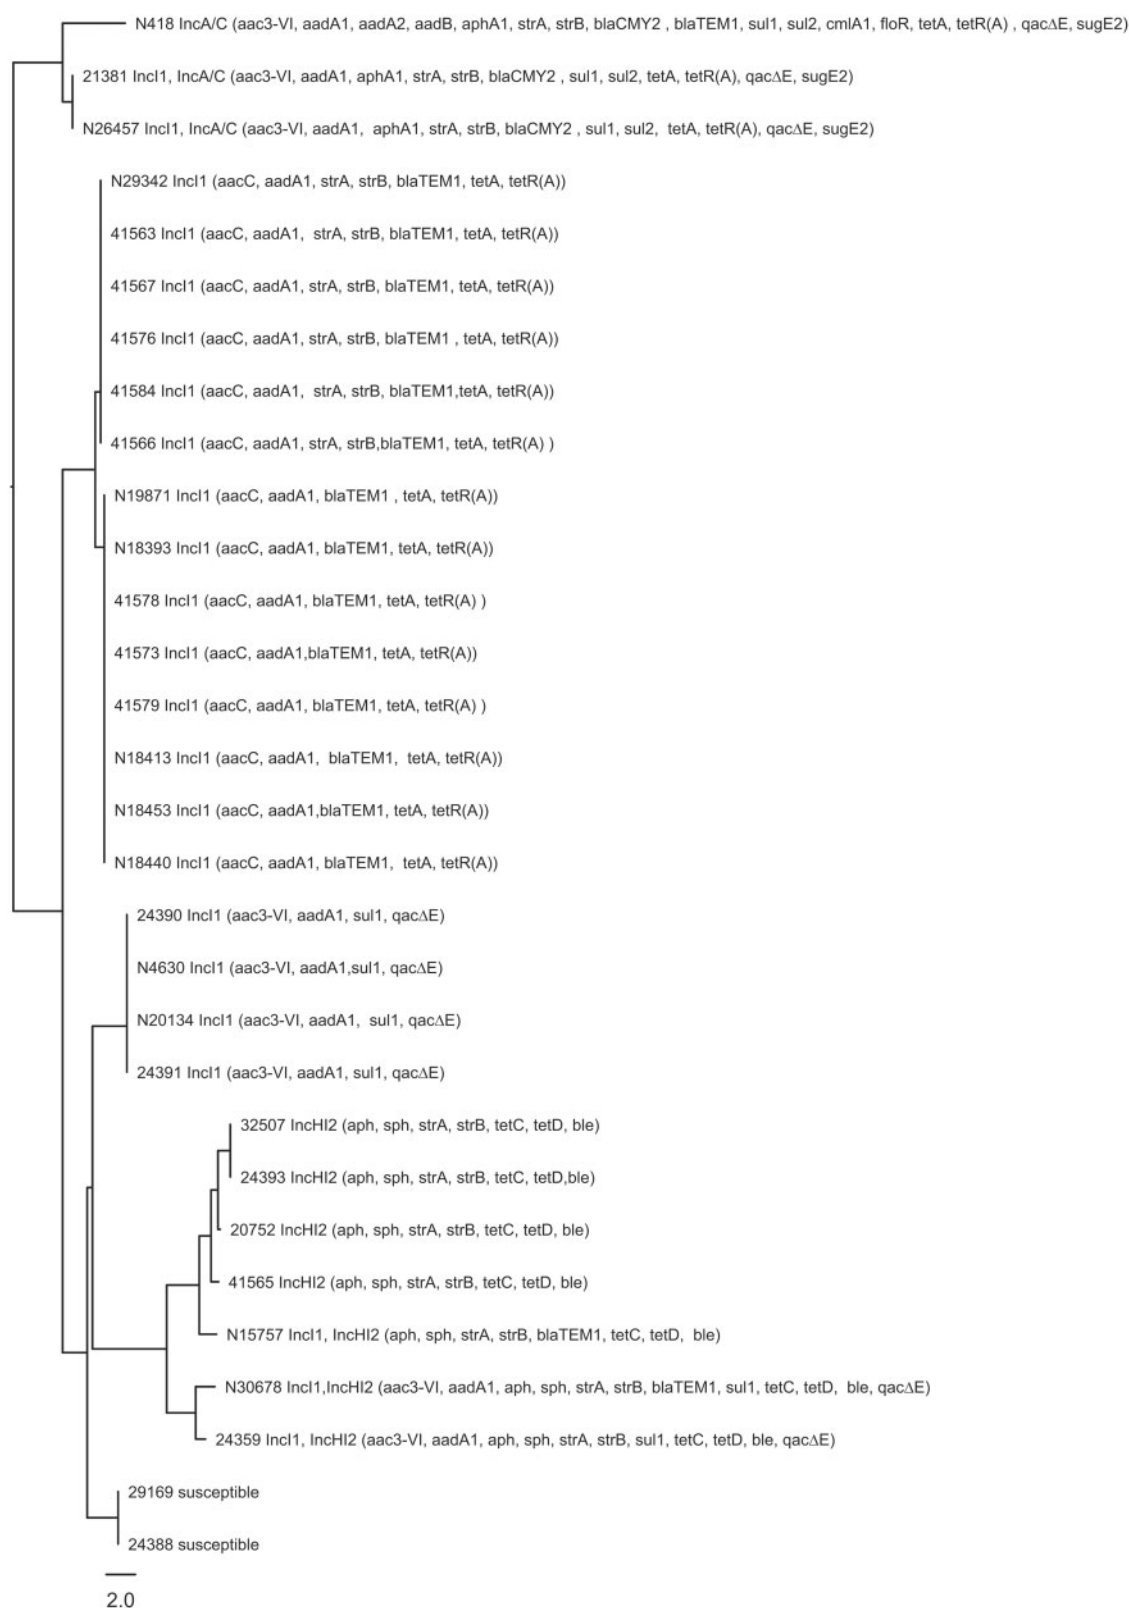 N418 IncA/C (aac3-VI, aadA1, aadA2, aadB, aphA1, strA, strB, blaCMY2 , blaTEM1, sul1, sul2, cmlA1, floR, tetA, tetR(A) , qac∆E, sugE2)
21381 IncI1, IncA/C (aac3-VI, aadA1, aphA1, strA, strB, blaCMY2 , sul1, sul2, tetA, tetR(A), qac∆E, sugE2)
N26457 IncI1, IncA/C (aac3-VI, aadA1, aphA1, strA, strB, blaCMY2 , sul1, sul2, tetA, tetR(A), qac∆E, sugE2)
N29342 IncI1 (aacC, aadA1, strA, strB, blaTEM1, tetA, tetR(A))
41563 IncI1 (aacC, aadA1, strA, strB, blaTEM1, tetA, tetR(A))
41567 IncI1 (aacC, aadA1, strA, strB, blaTEM1, tetA, tetR(A))
41576 IncI1 (aacC, aadA1, strA, strB, blaTEM1 , tetA, tetR(A))
41584 IncI1 (aacC, aadA1, strA, strB, blaTEM1,tetA, tetR(A))
41566 IncI1 (aacC, aadA1, strA, strB,blaTEM1, tetA, tetR(A) )
N19871 IncI1 (aacC, aadA1, blaTEM1 , tetA, tetR(A))
N18393 IncI1 (aacC, aadA1, blaTEM1, tetA, tetR(A))
41578 IncI1 (aacC, aadA1, blaTEM1, tetA, tetR(A) )
41573 IncI1 (aacC, aadA1,blaTEM1, tetA, tetR(A))
41579 IncI1 (aacC, aadA1, blaTEM1, tetA, tetR(A) )
N18413 IncI1 (aacC, aadA1, blaTEM1, tetA, tetR(A))
N18453 IncI1 (aacC, aadA1,blaTEM1, tetA, tetR(A))
N18440 IncI1 (aacC, aadA1, blaTEM1, tetA, tetR(A))
24390 IncI1 (aac3-VI, aadA1, sul1, qac∆E)
N4630 IncI1 (aac3-VI, aadA1,sul1, qac∆E)
N20134 IncI1 (aac3-VI, aadA1, sul1, qac∆E)
24391 IncI1 (aac3-VI, aadA1, sul1, qac∆E)
32507 IncHI2 (aph, sph, strA, strB, tetC, tetD, ble)
24393 IncHI2 (aph, sph, strA, strB, tetC, tetD,ble)
20752 IncHI2 (aph, sph, strA, strB, tetC, tetD, ble)
41565 IncHI2 (aph, sph, strA, strB, tetC, tetD, ble)
N15757 IncI1, IncHI2 (aph, sph, strA, strB, blaTEM1, tetC, tetD, ble)
N30678 IncI1,IncHI2 (aac3-VI, aadA1, aph, sph, strA, strB, blaTEM1, sul1, tetC, tetD, ble, qac∆E)
24359 IncI1, IncHI2 (aac3-VI, aadA1, aph, sph, strA, strB, sul1, tetC, tetD, ble, qac∆E)
29169 susceptible
24388 susceptible
2.0